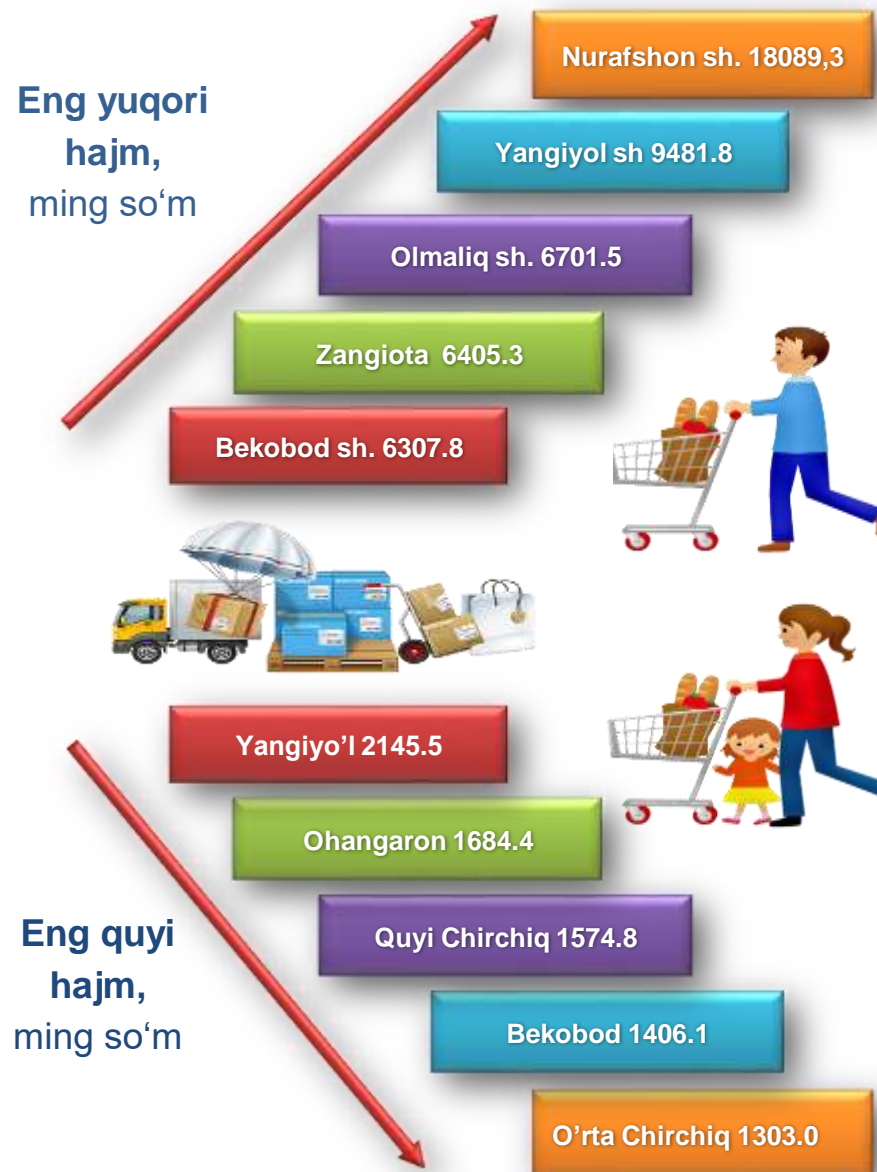 Nurafshon sh. 18089,3
Eng yuqori
hajm,
ming so‘m
Yangiyol sh 9481.8
Olmaliq sh. 6701.5
Zangiota 6405.3
Bekobod sh. 6307.8
Yangiyo’l 2145.5
Ohangaron 1684.4
Eng quyi
hajm,
ming so‘m
Quyi Chirchiq 1574.8
Bekobod 1406.1
O’rta Chirchiq 1303.0